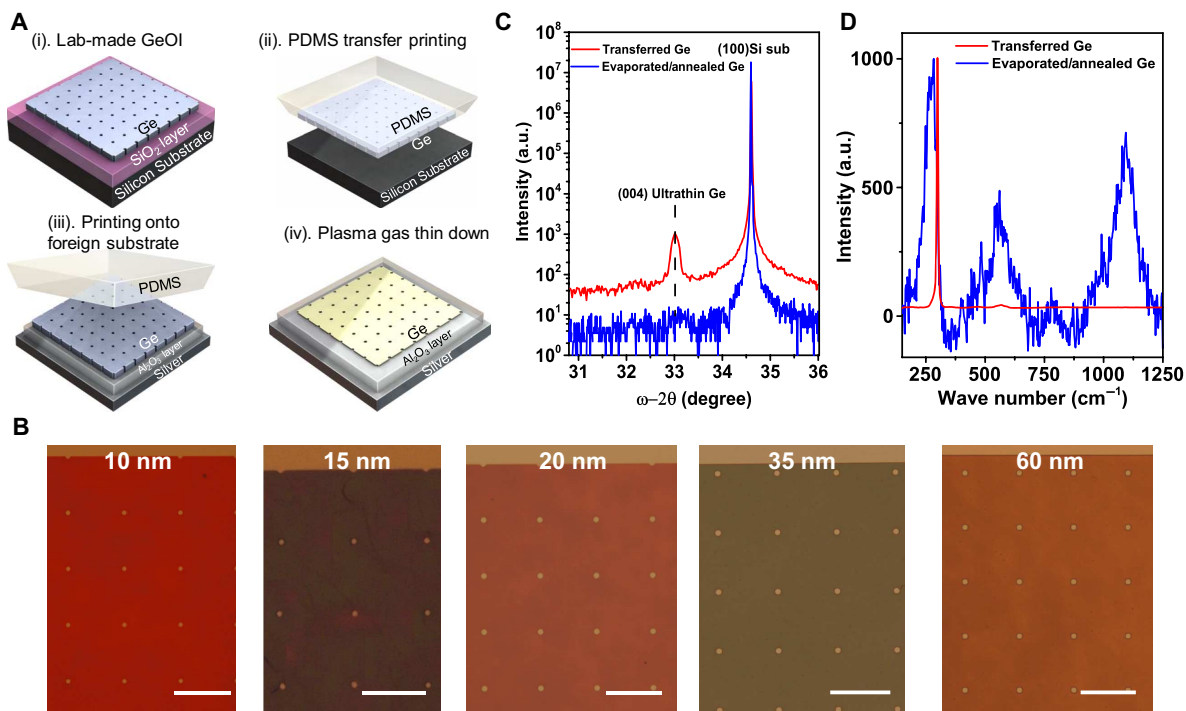 A
(i). Lab-made GeOI
Ge
SiO2 layer
Silicon Substrate
(ii). PDMS transfer printing
PDMS
Ge
Silicon Substrate
(iii). Printing onto
foreign substrate
PDMS
Ge
Al2O3 layer
Silver
(iv). Plasma gas thin down
Ge
Al2O3 layer
Silver
C
Transferred Ge
Evaporated/annealed Ge
(100)Si sub
(004) Ultrathin Ge
Intensity (a.u.)
10^8
10^7
10^6
10^5
10^4
10^3
10^2
10^1
10^0
31 32 33 34 35 36
ω–2θ (degree)
D
Transferred Ge
Evaporated/annealed Ge
Intensity (a.u.)
1000
500
0
250 500 750 1000 1250
Wave number (cm⁻¹)
B
10 nm
15 nm
20 nm
35 nm
60 nm